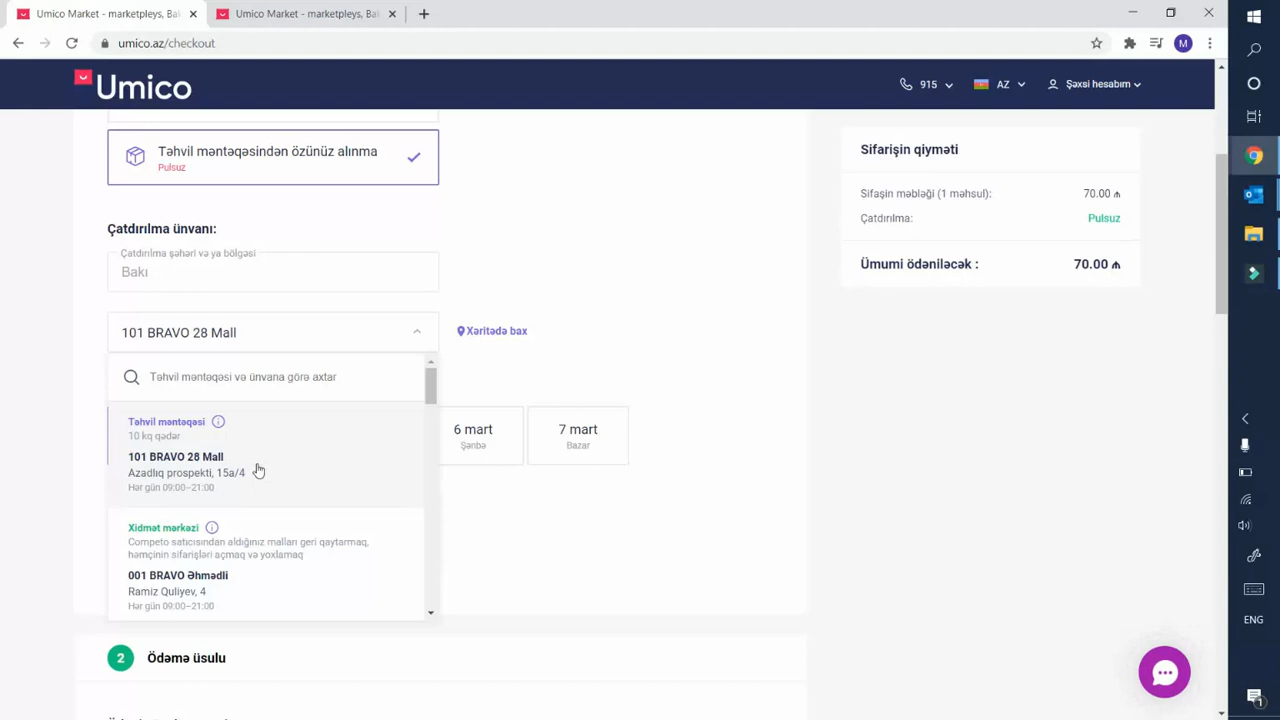 Umico Market - marketpleys, Bak
Umico Market - marketpleys, Bak
umico.az/checkout
M
Umico
915
AZ
Şəxsi hesabım
Təhvil məntəqəsindən özünüz alınma
Pulsuz
Çatdırılma ünvanı:
Çatdırılma şəhəri və ya bölgəsi
Bakı
101 BRAVO 28 Mall
Xəritədə bax
Təhvil məntəqəsi və ünvana görə axtar
Təhvil məntəqəsi
10 kq qədər
101 BRAVO 28 Mall
Azadlıq prospekti, 15a/4
Hər gün 09:00–21:00
Xidmət mərkəzi
Competo satıcısından aldığınız malları geri qaytarmaq,
həmçinin sifarişləri açmaq və yoxlamaq
001 BRAVO Əhmədli
Ramiz Quliyev, 4
Hər gün 09:00–21:00
6 mart
Şənbə
7 mart
Bazar
2 Ödəmə üsulu
Sifarişin qiyməti
Sifaşin məbləği (1 məhsul): 70.00 ₼
Çatdırılma: Pulsuz
Ümumi ödəniləcək : 70.00 ₼
ENG
1